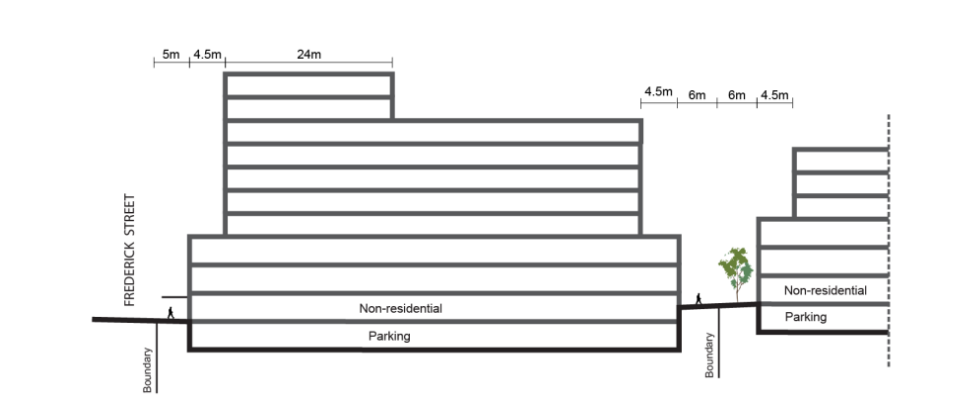 5m 4.5m 24m
4.5m 6m 6m 4.5m
FREDERICK STREET
Non-residential
Parking
Non-residential
Parking
Boundary
Boundary